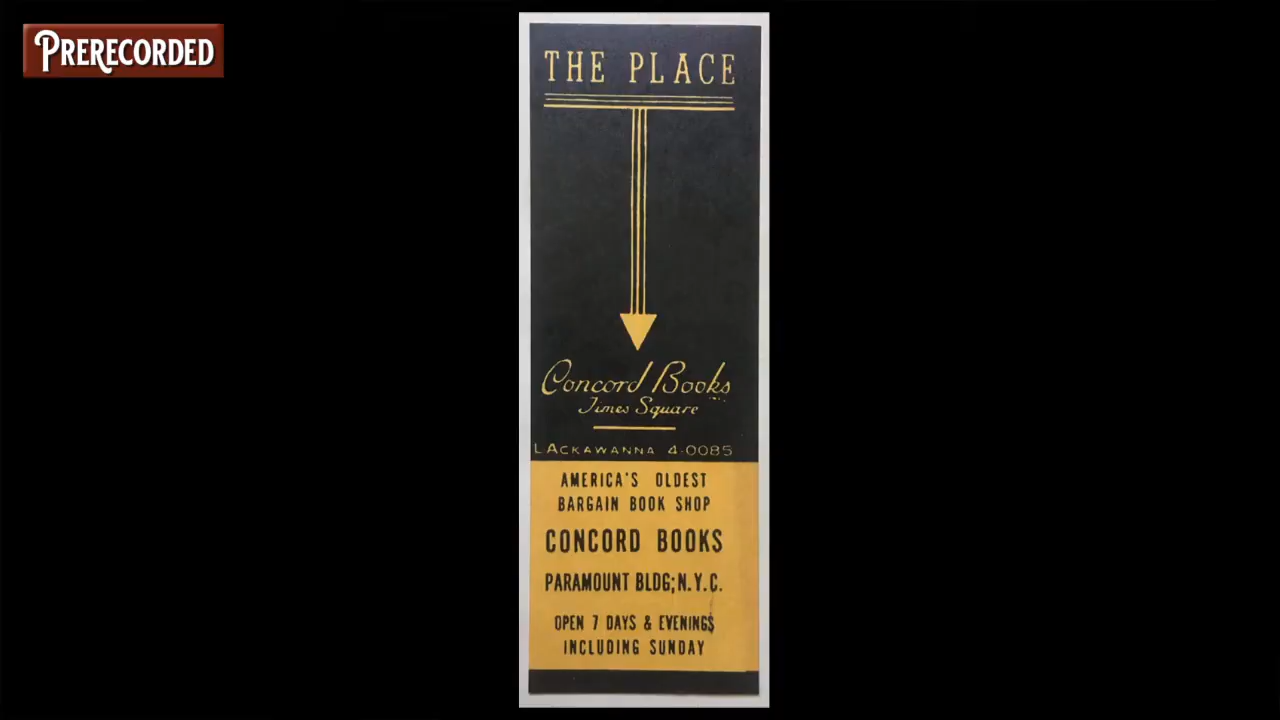 PRERECORDED
THE PLACE
Concord Books
Times Square
LACKAWANNA 4-0085
AMERICA'S OLDEST
BARGAIN BOOK SHOP
CONCORD BOOKS
PARAMOUNT BLDG; N.Y.C.
OPEN 7 DAYS & EVENINGS
INCLUDING SUNDAY